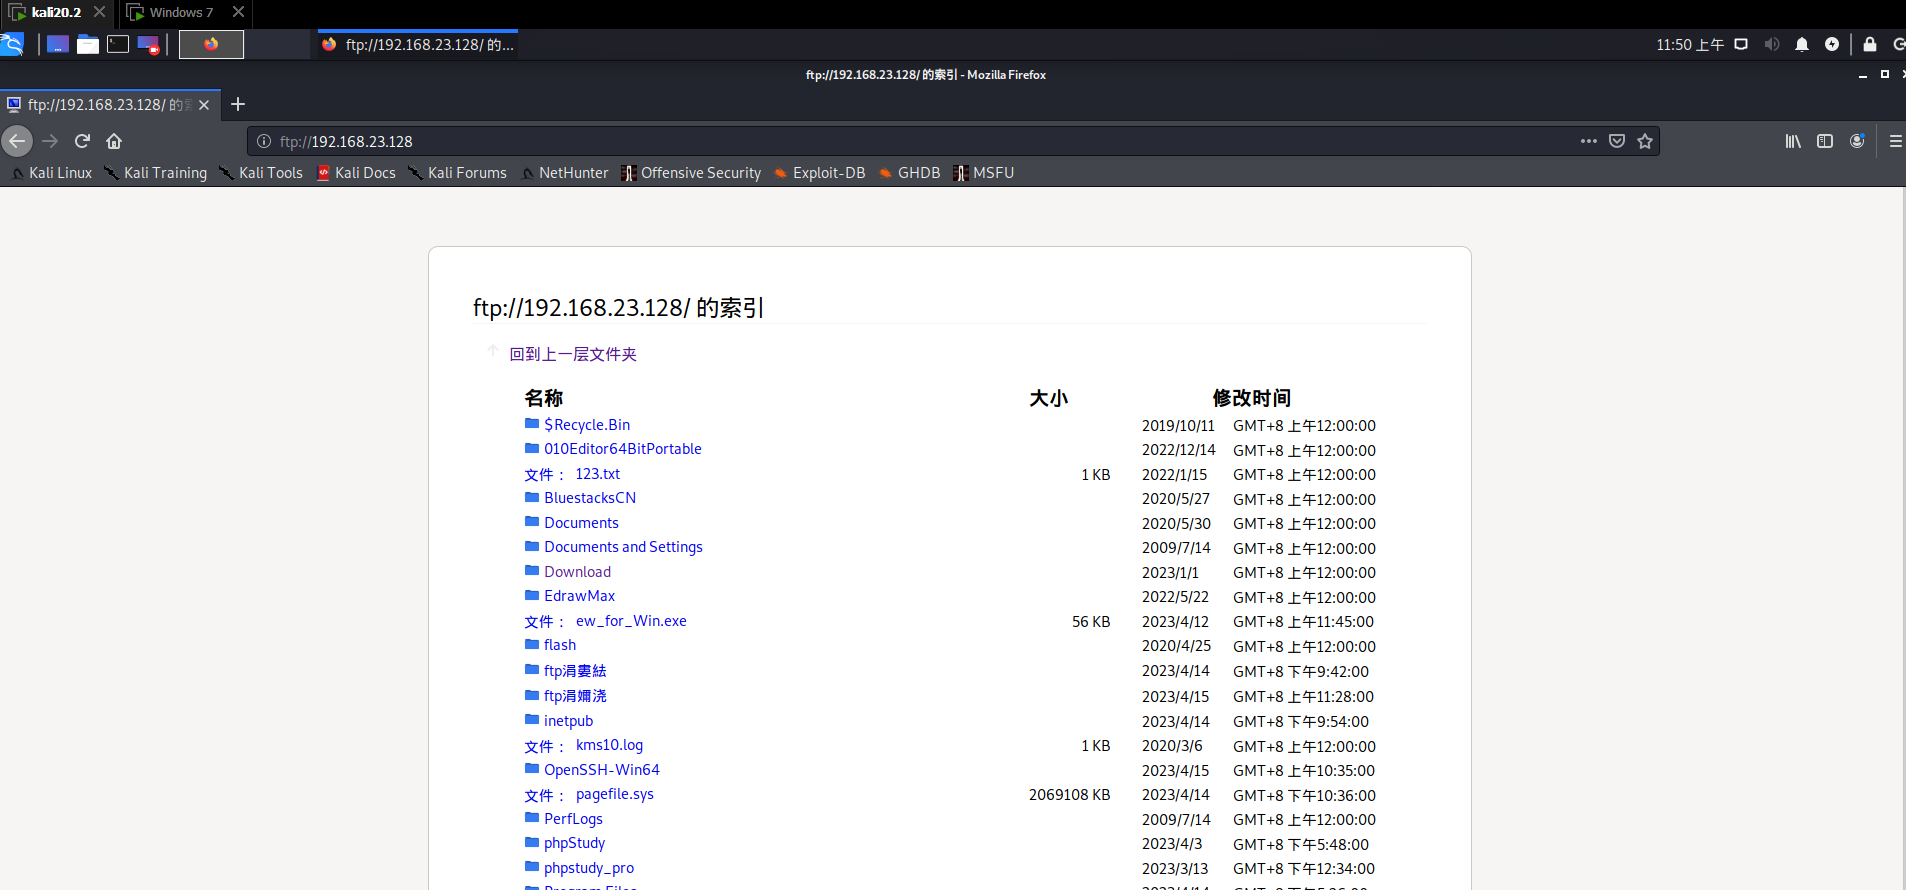 kali20.2 Windows 7
ftp://192.168.23.128/ 的... 11:50 上午
ftp://192.168.23.128/ 的索引 - Mozilla Firefox
ftp://192.168.23.128/ 的
ftp://192.168.23.128
Kali Linux Kali Training Kali Tools Kali Docs Kali Forums NetHunter Offensive Security Exploit-DB GHDB MSFU
ftp://192.168.23.128/ 的索引
回到上一层文件夹
名称 大小 修改时间
$Recycle.Bin 2019/10/11 GMT+8 上午12:00:00
010Editor64BitPortable 2022/12/14 GMT+8 上午12:00:00
文件： 123.txt 1 KB 2022/1/15 GMT+8 上午12:00:00
BluestacksCN 2020/5/27 GMT+8 上午12:00:00
Documents 2020/5/30 GMT+8 上午12:00:00
Documents and Settings 2009/7/14 GMT+8 上午12:00:00
Download 2023/1/1 GMT+8 上午12:00:00
EdrawMax 2022/5/22 GMT+8 上午12:00:00
文件： ew_for_Win.exe 56 KB 2023/4/12 GMT+8 上午11:45:00
flash 2020/4/25 GMT+8 上午12:00:00
ftp涓婁紶 2023/4/14 GMT+8 下午9:42:00
ftp涓嬭浇 2023/4/15 GMT+8 上午11:28:00
inetpub 2023/4/14 GMT+8 下午9:54:00
文件： kms10.log 1 KB 2020/3/6 GMT+8 上午12:00:00
OpenSSH-Win64 2023/4/15 GMT+8 上午10:35:00
文件： pagefile.sys 2069108 KB 2023/4/14 GMT+8 下午10:36:00
PerfLogs 2009/7/14 GMT+8 上午12:00:00
phpStudy 2023/4/3 GMT+8 下午5:48:00
phpstudy_pro 2023/3/13 GMT+8 下午12:34:00